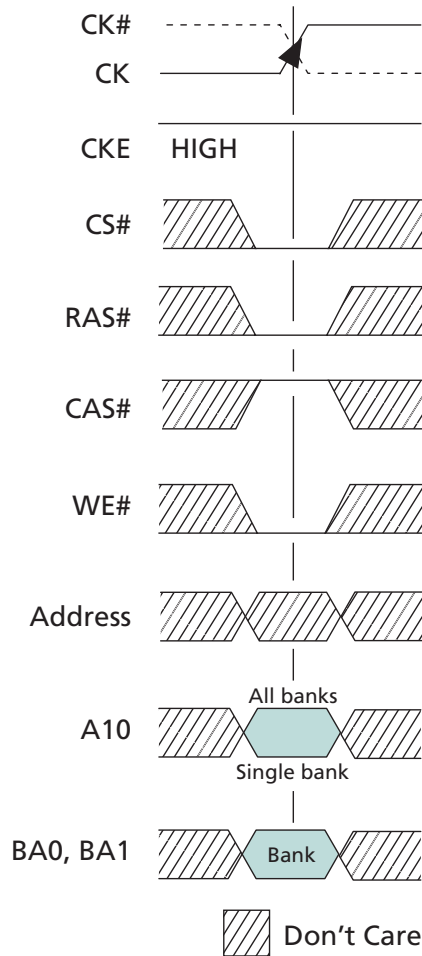 CK#
CK
CKE HIGH
CS#
RAS#
CAS#
WE#
Address
All banks
A10
Single bank
BA0, BA1 Bank
Don't Care